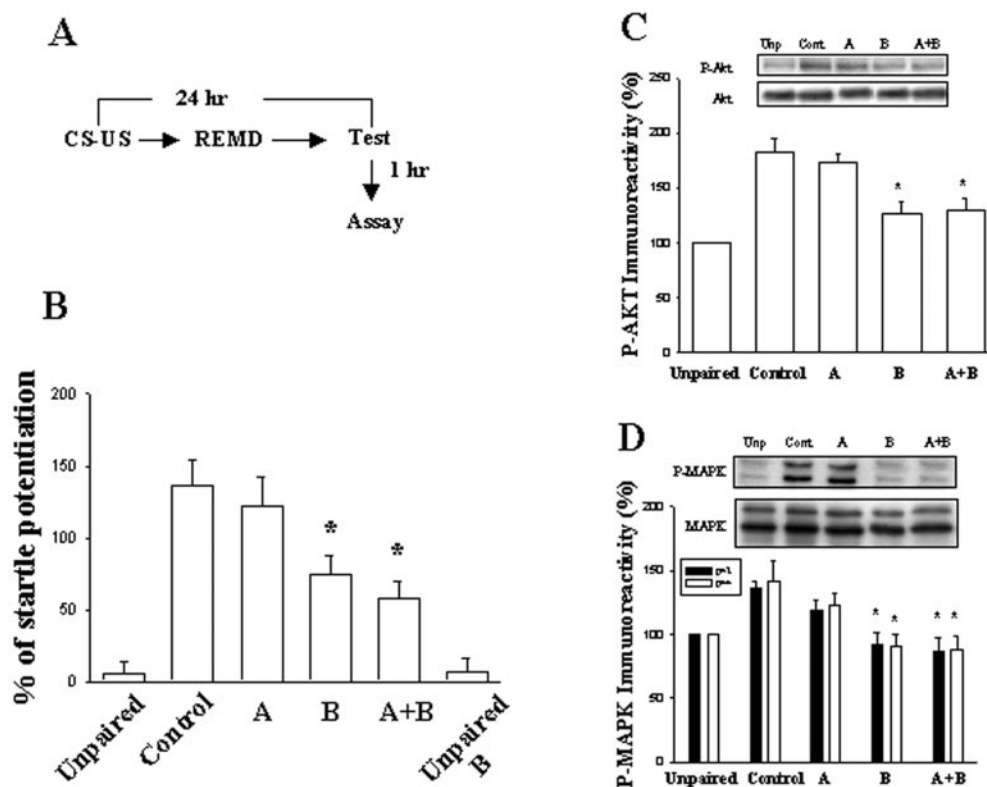 A
24 hr
CS-US REMD Test
1 hr
Assay
B
% of startle potentiation
200
150
100
50
0
Unpaired Control A B A+B Unpaired B
C
Unp Cont. A B A+B
P-Akt
Akt
P-AKT Immunoreactivity (%)
250
200
150
100
50
0
* *
Unpaired Control A B A+B
D
Unp Cont. A B A+B
P-MAPK
MAPK
P-MAPK Immunoreactivity (%)
200
150
100
50
0
* * * *
Unpaired Control A B A+B